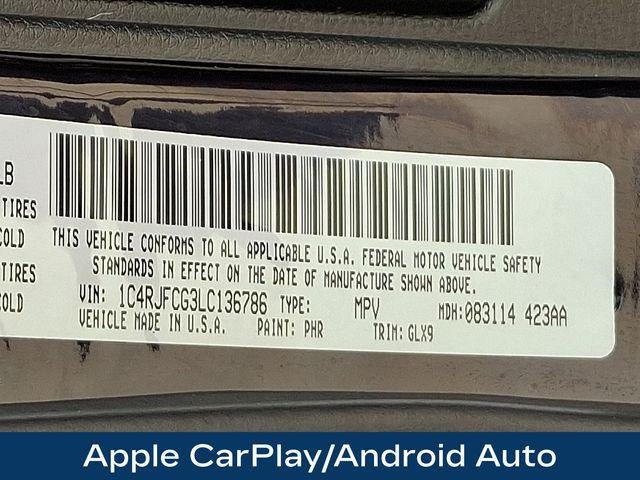 LB
TIRES
COLD
TIRES
COLD
THIS VEHICLE CONFORMS TO ALL APPLICABLE U.S.A. FEDERAL MOTOR VEHICLE SAFETY
STANDARDS IN EFFECT ON THE DATE OF MANUFACTURE SHOWN ABOVE.
VIN: 1C4RJFCG3LC136786 TYPE: MPV MDH:083114 423AA
VEHICLE MADE IN U.S.A. PAINT: PHR TRIM: GLX9
Apple CarPlay/Android Auto